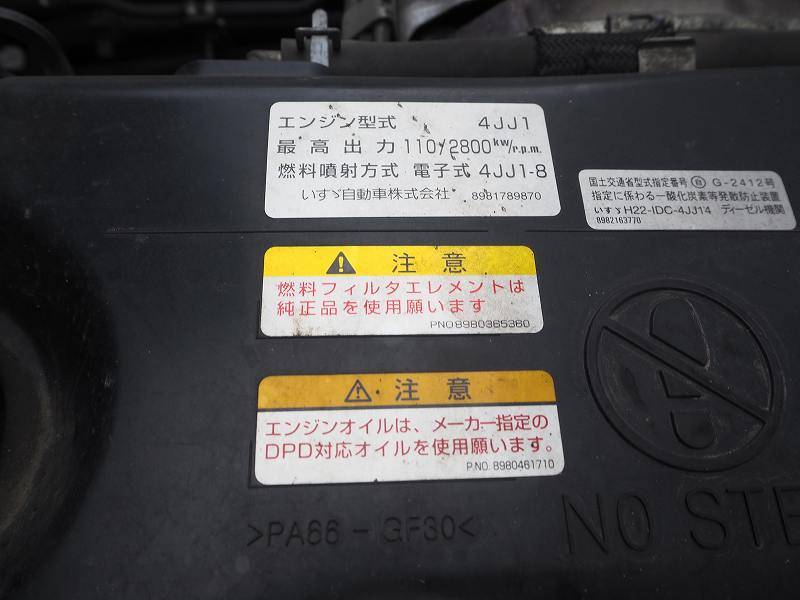 エンジン型式 4JJ1
最高出力 110/2800kw/r.p.m.
燃料噴射方式 電子式 4JJ1-8
いすゞ自動車株式会社 8981789870
国土交通省型式指定番号 自 G-2412号
指定に係わる一酸化炭素等発散防止装置
いすゞH22-IDC-4JJ14 ディーゼル機関
8982163770
注意
燃料フィルタエレメントは
純正品を使用願います
PNO8980365360
注意
エンジンオイルは、メーカー指定の
DPD対応オイルを使用願います。
P.NO. 8980461710
>PA66-GF30<
NO STE